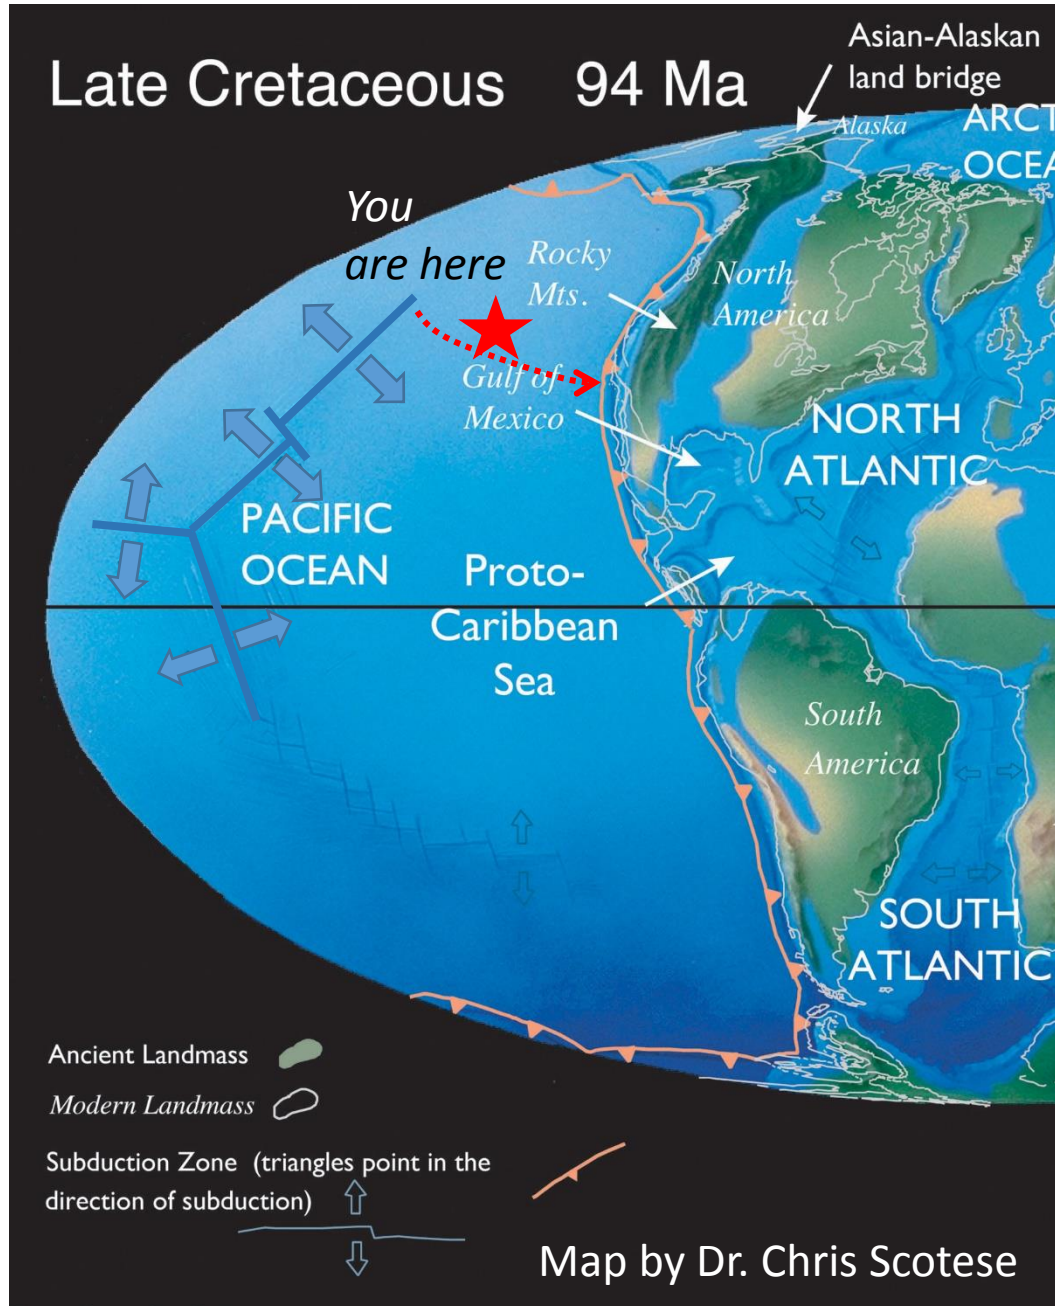 Late Cretaceous 94 Ma
Asian-Alaskan
land bridge
Alaska
ARCT
OCEA
You
are here
Rocky
Mts.
North
America
Gulf of
Mexico
NORTH
ATLANTIC
PACIFIC
OCEAN
Proto-
Caribbean
Sea
South
America
SOUTH
ATLANTIC
Ancient Landmass
Modern Landmass
Subduction Zone (triangles point in the
direction of subduction)
Map by Dr. Chris Scotese